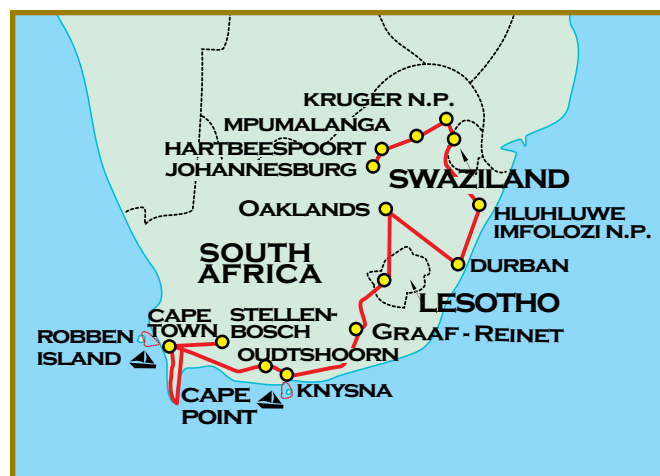 KRUGER N.P.
MPUMALANGA
HARTBEESPOORT
JOHANNESBURG
SWAZILAND
OAKLANDS
HLUHLUWE
IMFOLOZI N.P.
SOUTH
AFRICA
DURBAN
LESOTHO
CAPE
TOWN
STELLEN-
BOSCH
GRAAF-REINET
ROBBEN
ISLAND
OUDTSHOORN
CAPE
POINT
KNYSNA